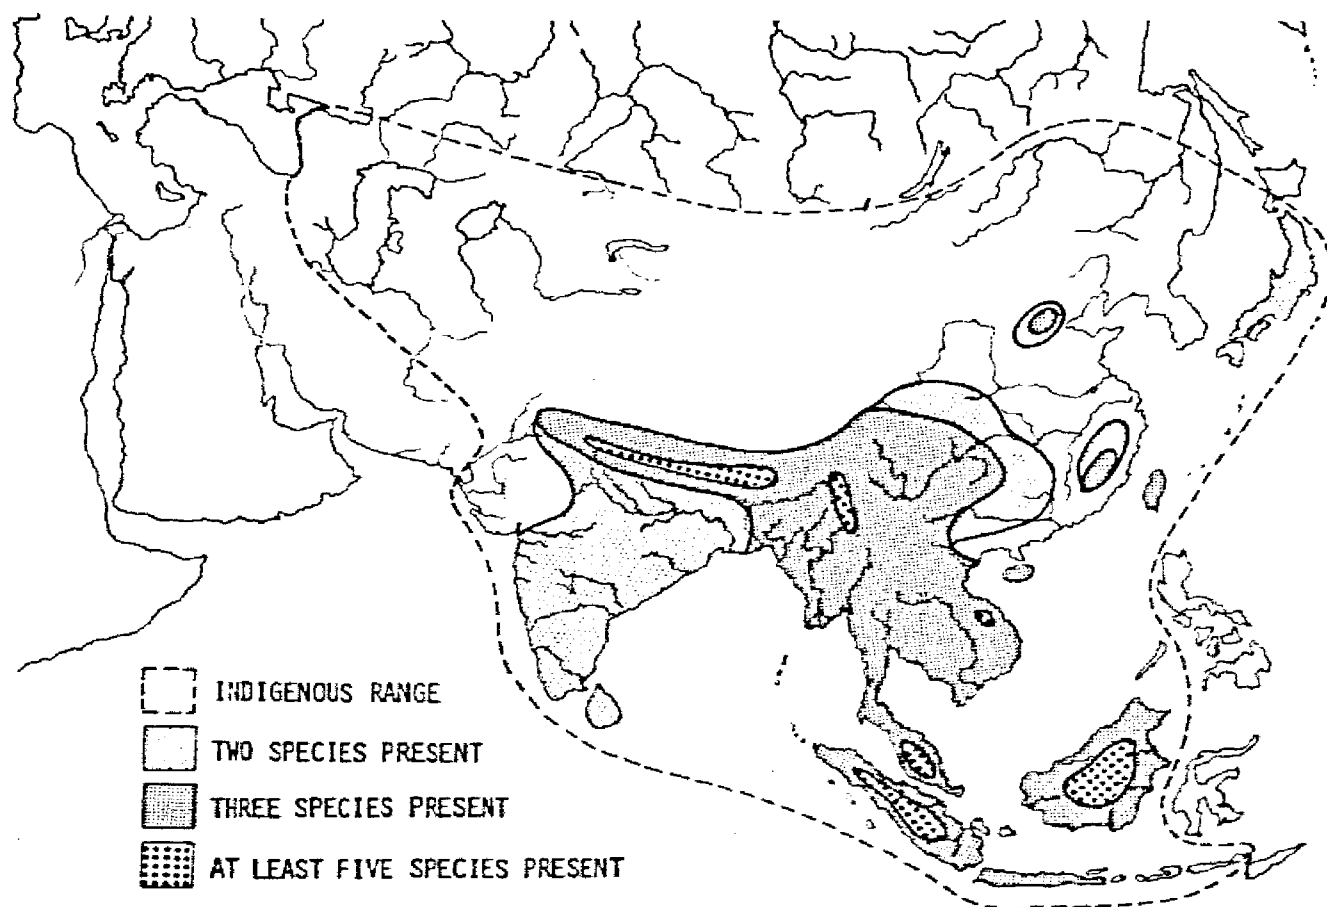 INDIGENOUS RANGE
TWO SPECIES PRESENT
THREE SPECIES PRESENT
AT LEAST FIVE SPECIES PRESENT